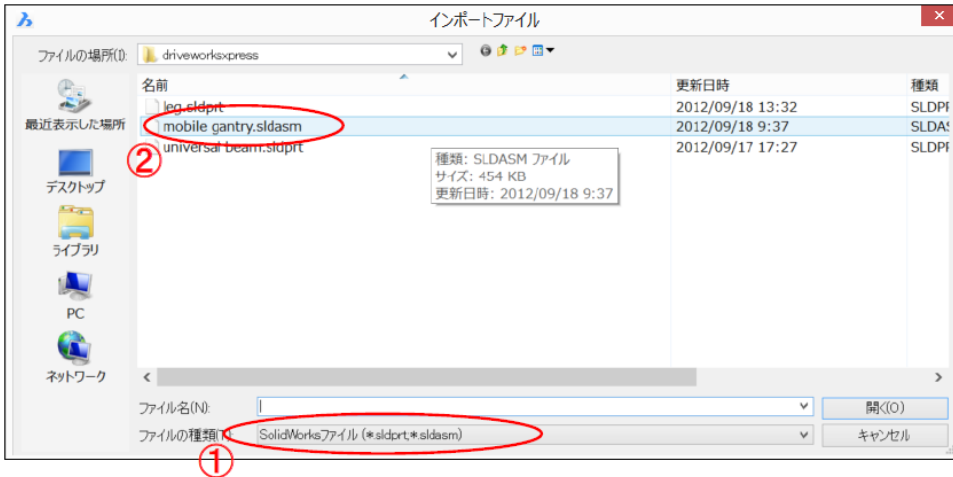 インポートファイル
ファイルの場所(I): driveworksxpress
名前 更新日時 種類
leg.sldprt 2012/09/18 13:32 SLDPF
mobile gantry.sldasm 2012/09/18 9:37 SLDAS
universal beam.sldprt 2012/09/17 17:27 SLDPF
②
種類: SLDASM ファイル
サイズ: 454 KB
更新日時: 2012/09/18 9:37
最近表示した場所
デスクトップ
ライブラリ
PC
ネットワーク
ファイル名(N): 開く(O)
ファイルの種類(T): SolidWorksファイル (*.sldprt;*.sldasm) キャンセル
①